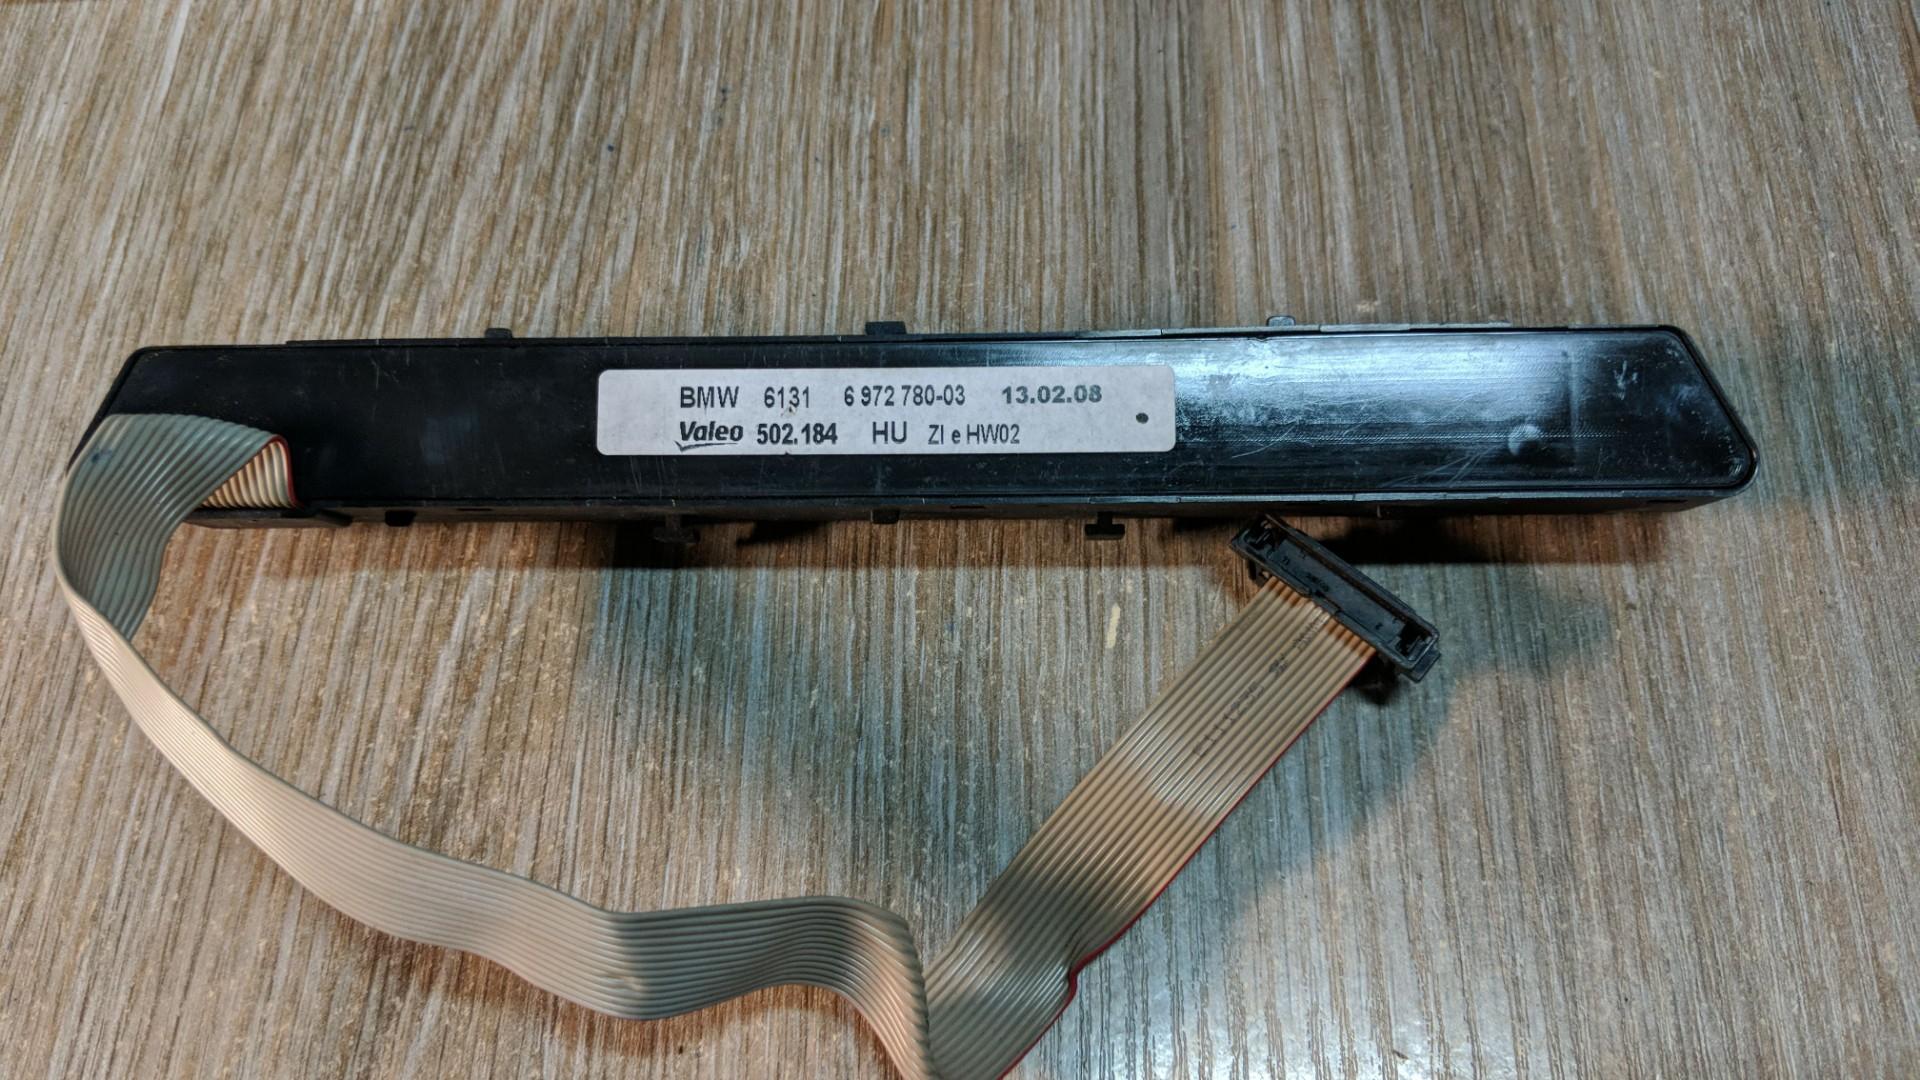 BMW 6131 6 972 780-03 13.02.08
Valeo 502.184 HU ZI e HW02